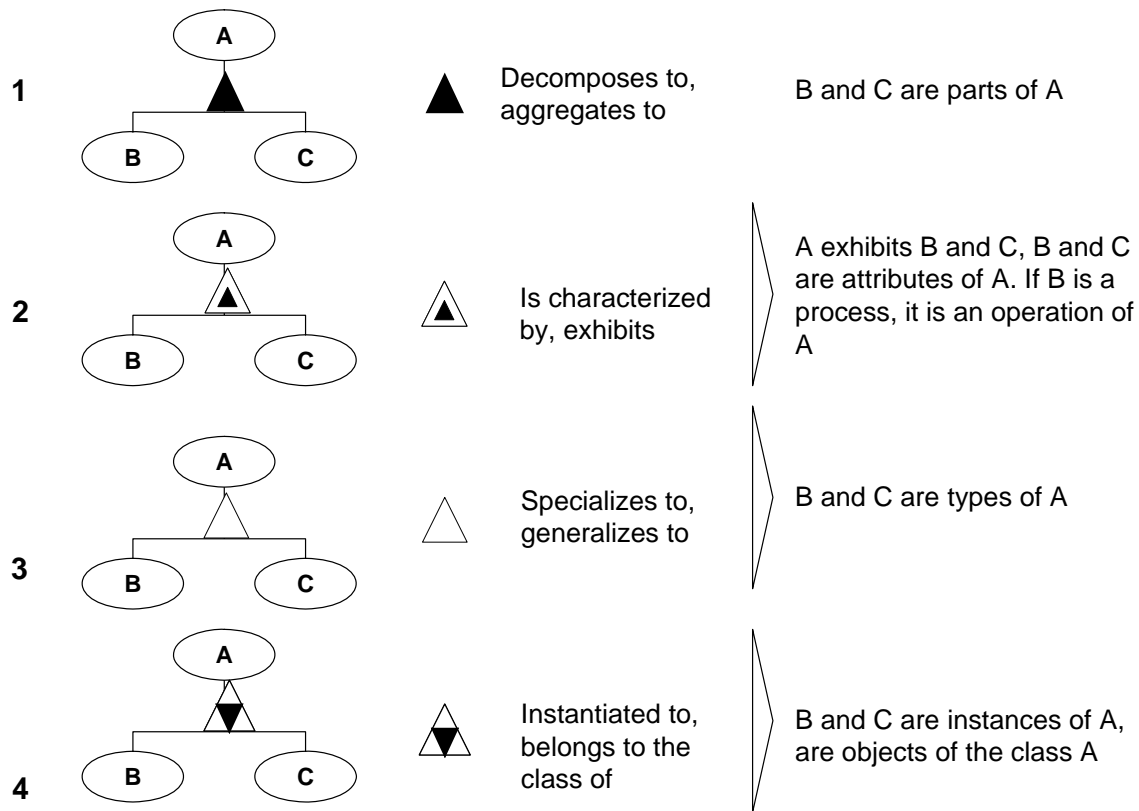 A
1
Decomposes to,
aggregates to
B and C are parts of A
B
C
A
2
Is characterized
by, exhibits
A exhibits B and C, B and C
are attributes of A. If B is a
process, it is an operation of
A
B
C
A
3
Specializes to,
generalizes to
B and C are types of A
B
C
A
4
Instantiated to,
belongs to the
class of
B and C are instances of A,
are objects of the class A
B
C